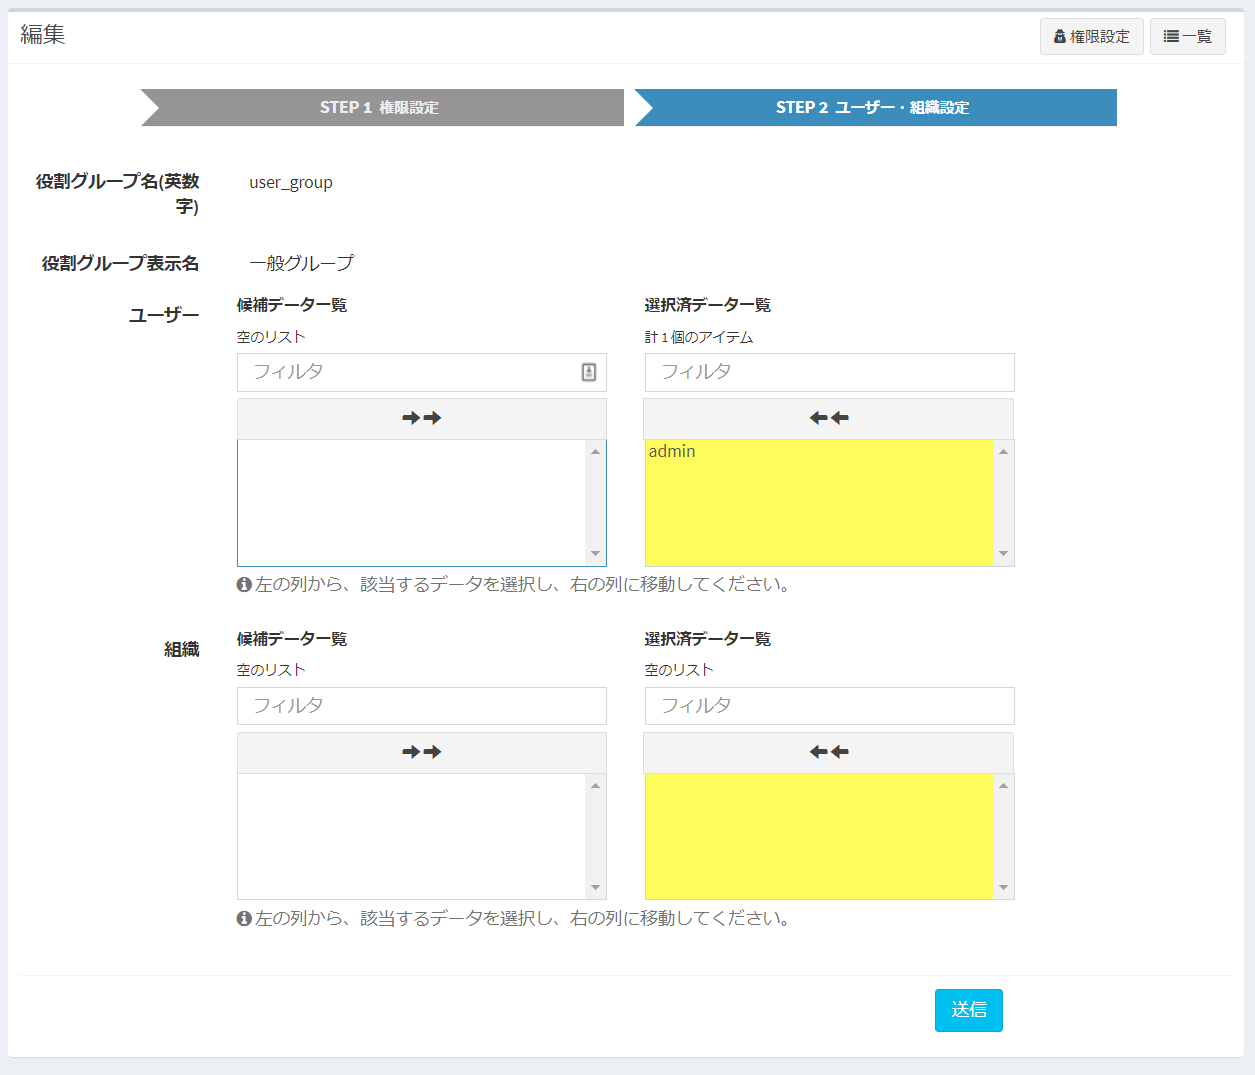 編集
権限設定
一覧
STEP 1 権限設定
STEP 2 ユーザー・組織設定
役割グループ名(英数
字)
user_group
役割グループ表示名
一般グループ
ユーザー
候補データ一覧
選択済データ一覧
空のリスト
計 1 個のアイテム
フィルタ
フィルタ
admin
左の列から、該当するデータを選択し、右の列に移動してください。
組織
候補データ一覧
選択済データ一覧
空のリスト
空のリスト
フィルタ
フィルタ
左の列から、該当するデータを選択し、右の列に移動してください。
送信